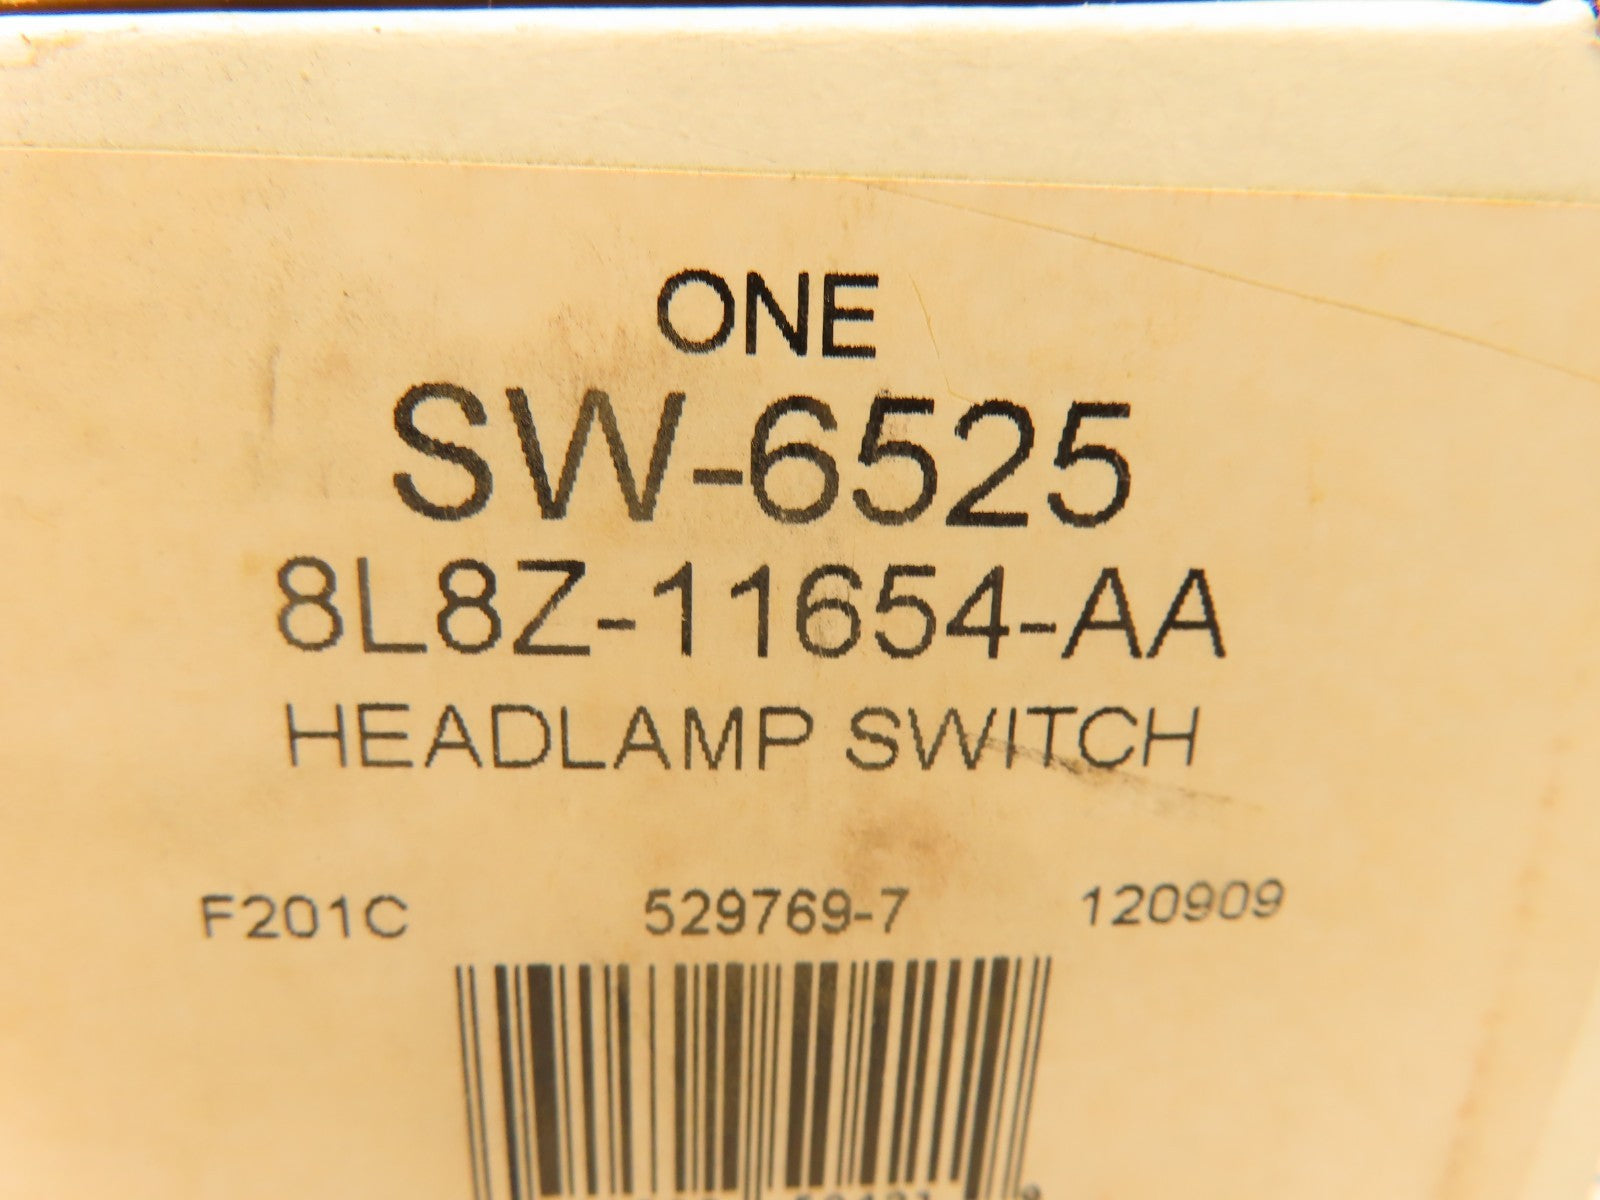 ONE
SW-6525
8L8Z-11654-AA
HEADLAMP SWITCH
F201C 529769-7 120909